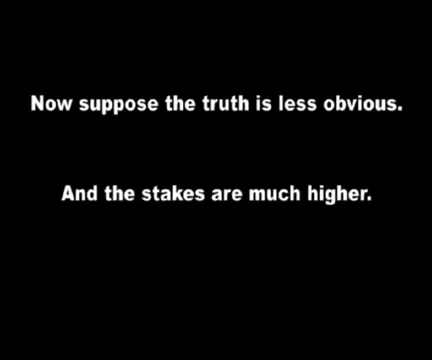 Now suppose the truth is less obvious.
And the stakes are much higher.